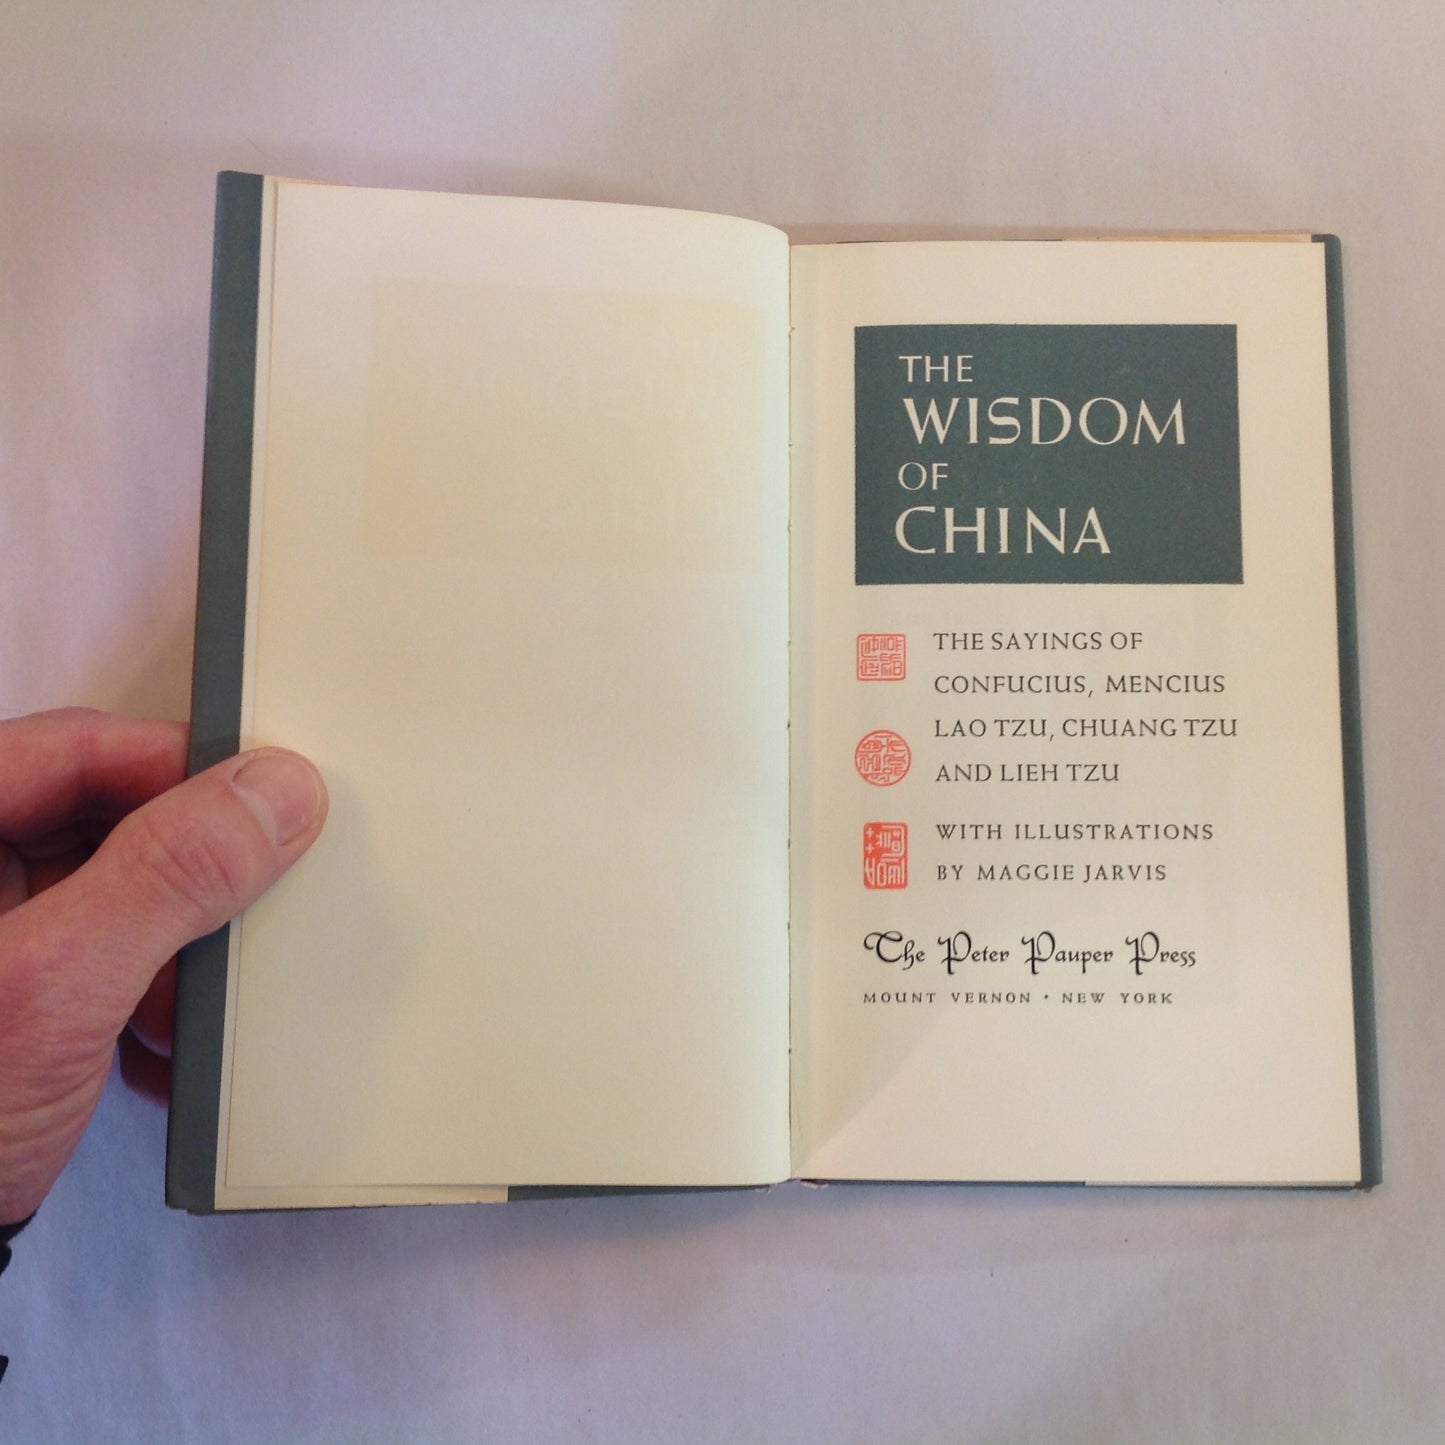 THE
WISDOM
OF
CHINA
THE SAYINGS OF
CONFUCIUS, MENCIUS
LAO TZU, CHUANG TZU
AND LIEH TZU
WITH ILLUSTRATIONS
BY MAGGIE JARVIS
The Peter Pauper Press
MOUNT VERNON · NEW YORK